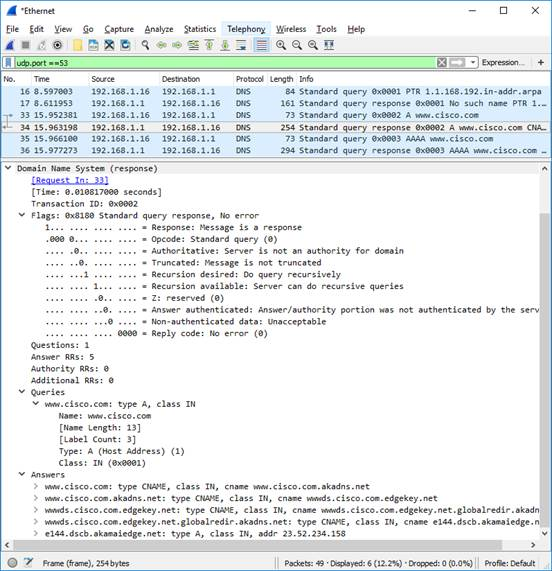 *Ethernet
File Edit View Go Capture Analyze Statistics Telephony Wireless Tools Help
udp.port ==53 Expression... +
No. Time Source Destination Protocol Length Info
16 8.597003 192.168.1.16 192.168.1.1 DNS 84 Standard query 0x0001 PTR 1.1.168.192.in-addr.arpa
17 8.611953 192.168.1.1 192.168.1.16 DNS 161 Standard query response 0x0001 No such name PTR 1...
33 15.952381 192.168.1.16 192.168.1.1 DNS 73 Standard query 0x0002 A www.cisco.com
34 15.963198 192.168.1.1 192.168.1.16 DNS 254 Standard query response 0x0002 A www.cisco.com CNA...
35 15.966100 192.168.1.16 192.168.1.1 DNS 73 Standard query 0x0003 AAAA www.cisco.com
36 15.977273 192.168.1.1 192.168.1.16 DNS 294 Standard query response 0x0003 AAAA www.cisco.com ...
Domain Name System (response)
[Request In: 33]
[Time: 0.010817000 seconds]
Transaction ID: 0x0002
Flags: 0x8180 Standard query response, No error
1... .... .... .... = Response: Message is a response
.000 0... .... .... = Opcode: Standard query (0)
.... .0.. .... .... = Authoritative: Server is not an authority for domain
.... ..0. .... .... = Truncated: Message is not truncated
.... ...1 .... .... = Recursion desired: Do query recursively
.... .... 1... .... = Recursion available: Server can do recursive queries
.... .... .0.. .... = Z: reserved (0)
.... .... ..0. .... = Answer authenticated: Answer/authority portion was not authenticated by the serv
.... .... ...0 .... = Non-authenticated data: Unacceptable
.... .... .... 0000 = Reply code: No error (0)
Questions: 1
Answer RRs: 5
Authority RRs: 0
Additional RRs: 0
Queries
www.cisco.com: type A, class IN
Name: www.cisco.com
[Name Length: 13]
[Label Count: 3]
Type: A (Host Address) (1)
Class: IN (0x0001)
Answers
www.cisco.com: type CNAME, class IN, cname www.cisco.com.akadns.net
www.cisco.com.akadns.net: type CNAME, class IN, cname wwwds.cisco.com.edgekey.net
wwwds.cisco.com.edgekey.net: type CNAME, class IN, cname wwwds.cisco.com.edgekey.net.globalredir.akadns
wwwds.cisco.com.edgekey.net.globalredir.akadns.net: type CNAME, class IN, cname e144.dscb.akamaiedge.n
e144.dscb.akamaiedge.net: type A, class IN, addr 23.52.234.158
Frame (frame), 254 bytes Packets: 49 · Displayed: 6 (12.2%) · Dropped: 0 (0.0%) Profile: Default